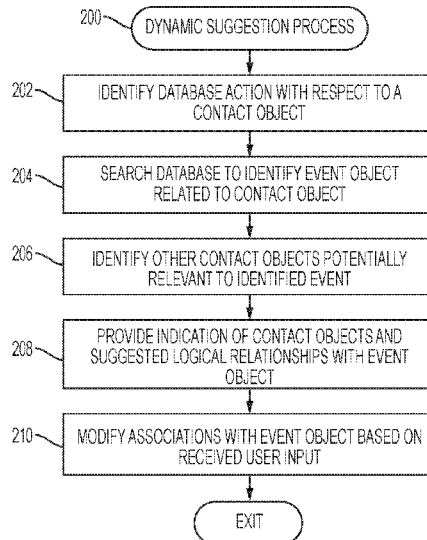 200
DYNAMIC SUGGESTION PROCESS
202
IDENTIFY DATABASE ACTION WITH RESPECT TO A
CONTACT OBJECT
204
SEARCH DATABASE TO IDENTIFY EVENT OBJECT
RELATED TO CONTACT OBJECT
206
IDENTIFY OTHER CONTACT OBJECTS POTENTIALLY
RELEVANT TO IDENTIFIED EVENT
208
PROVIDE INDICATION OF CONTACT OBJECTS AND
SUGGESTED LOGICAL RELATIONSHIPS WITH EVENT
OBJECT
210
MODIFY ASSOCIATIONS WITH EVENT OBJECT BASED ON
RECEIVED USER INPUT
EXIT